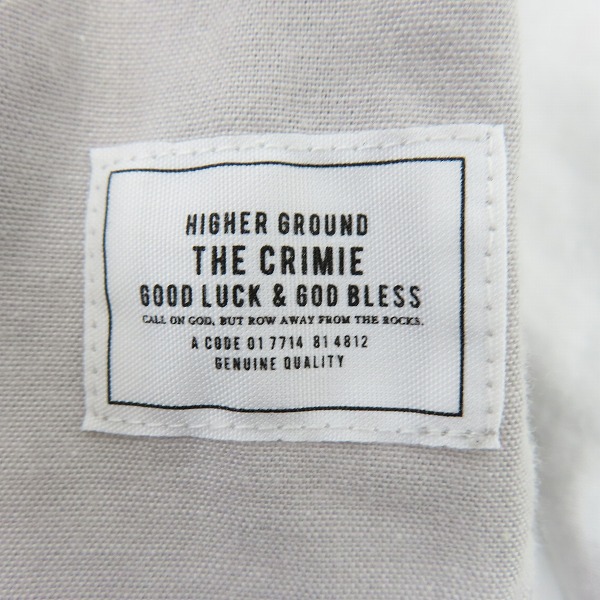 HIGHER GROUND
THE CRIMIE
GOOD LUCK & GOD BLESS
CALL ON GOD, BUT ROW AWAY FROM THE ROCKS.
A CODE 01 7714 81 4812
GENUINE QUALITY